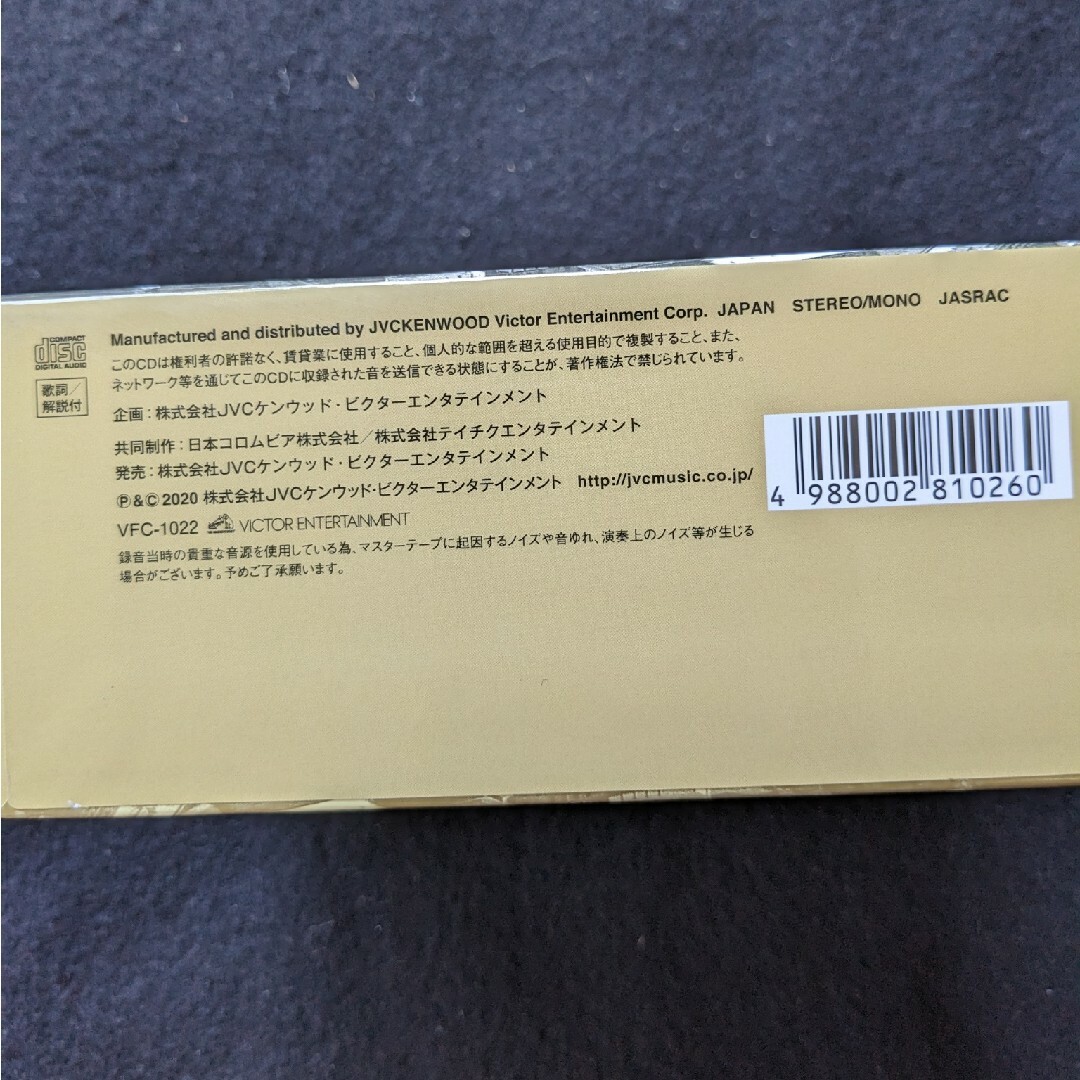 Manufactured and distributed by JVCKENWOOD Victor Entertainment Corp. JAPAN STEREO/MONO JASRAC
COMPACT
disc
DIGITAL AUDIO
このCDは権利者の許諾なく、賃貸業に使用すること、個人的な範囲を超える使用目的で複製すること、また、
ネットワーク等を通じてこのCDに収録された音を送信できる状態にすることが、著作権法で禁じられています。
歌詞／
解説付
企画：株式会社JVCケンウッド・ビクターエンタテインメント
共同制作：日本コロムビア株式会社／株式会社テイチクエンタテインメント
発売：株式会社JVCケンウッド・ビクターエンタテインメント
Ⓟ&© 2020 株式会社JVCケンウッド・ビクターエンタテインメント http://jvcmusic.co.jp/
VFC-1022 VICTOR ENTERTAINMENT
録音当時の貴重な音源を使用している為、マスターテープに起因するノイズや音ゆれ、演奏上のノイズ等が生じる
場合がございます。予めご了承願います。
4 988002 810260